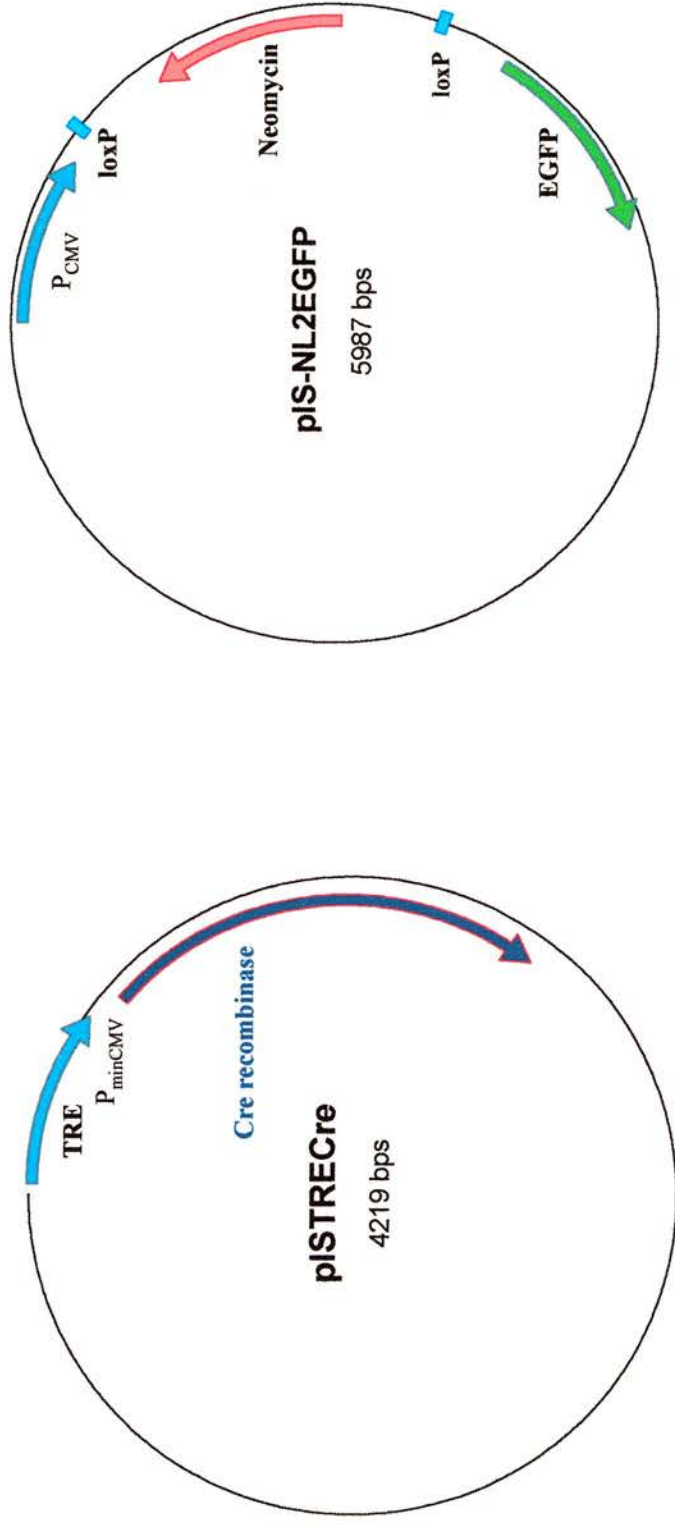 TRE
P_minCMV
Cre recombinase
pISTRECre
4219 bps
P_CMV
loxP
Neomycin
loxP
EGFP
pIS-NL2EGFP
5987 bps